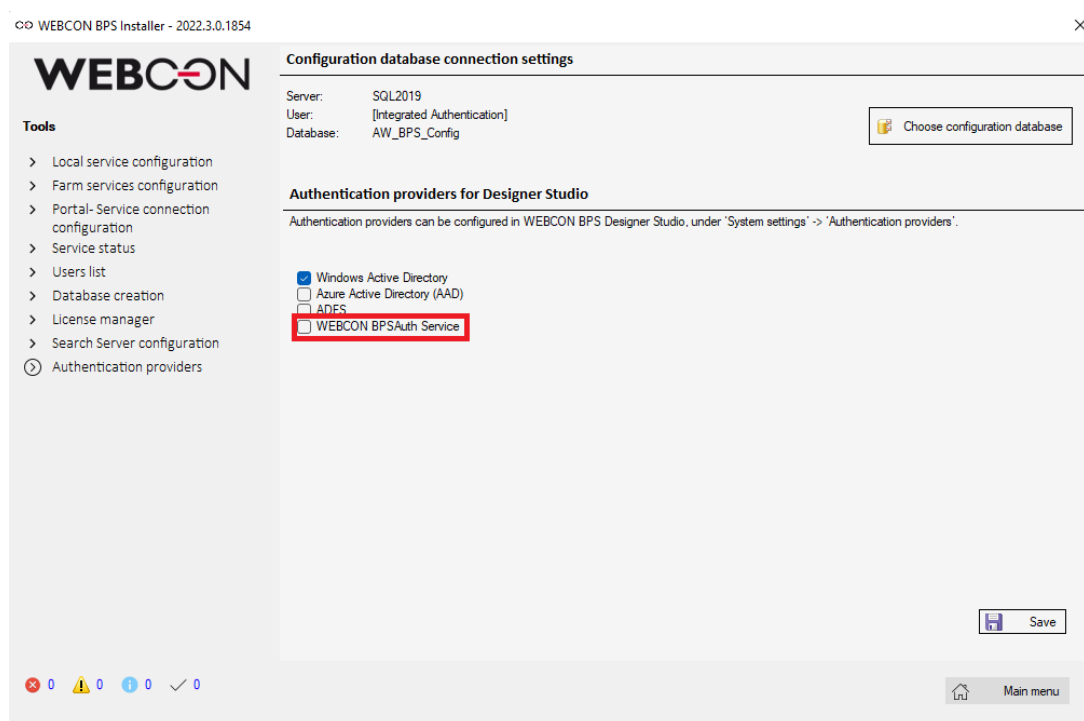 WEBCON BPS Installer - 2022.3.0.1854
WEBCON
Tools
Local service configuration
Farm services configuration
Portal- Service connection
configuration
Service status
Users list
Database creation
License manager
Search Server configuration
Authentication providers
Configuration database connection settings
Server: SQL2019
User: [Integrated Authentication]
Database: AW_BPS_Config
Choose configuration database
Authentication providers for Designer Studio
Authentication providers can be configured in WEBCON BPS Designer Studio, under 'System settings' -> 'Authentication providers'.
Windows Active Directory
Azure Active Directory (AAD)
ADFS
WEBCON BPSAuth Service
Save
0 0 0 0
Main menu